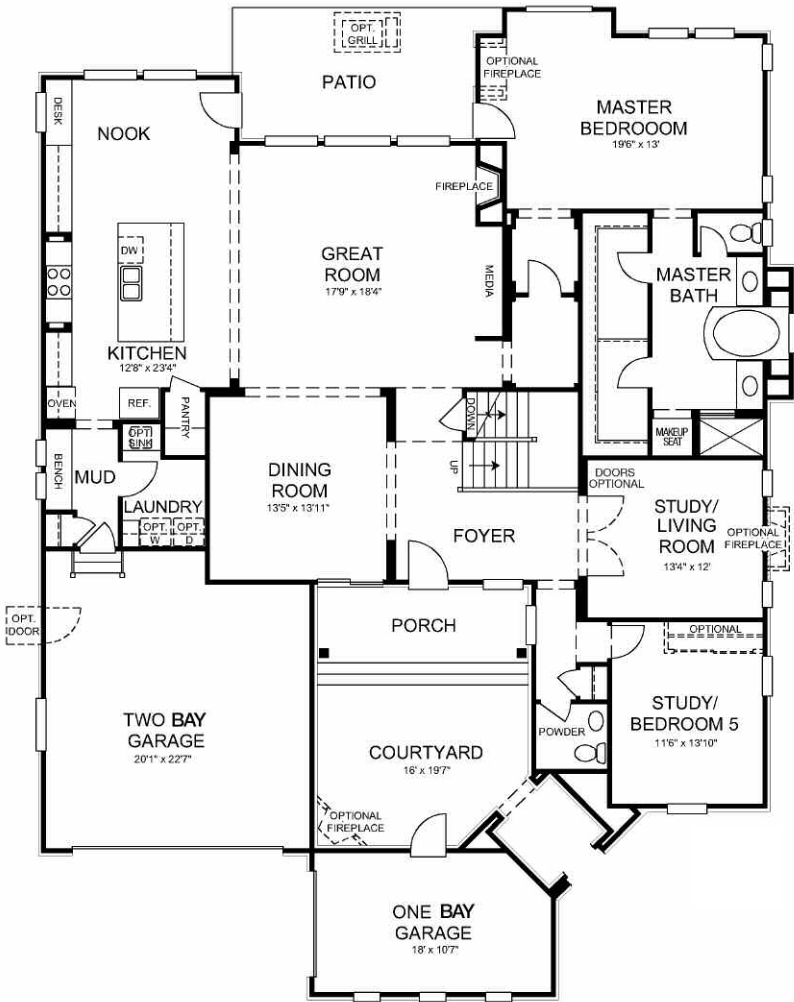 OPT.
GRILL
PATIO
OPTIONAL
FIREPLACE
MASTER
BEDROOOM
19'6" x 13'
DESK
NOOK
FIREPLACE
DW
GREAT
ROOM
17'9" x 18'4"
MEDIA
MASTER
BATH
KITCHEN
12'8" x 23'4"
OVEN
REF.
PANTRY
DOWN
UP
OPT
SINK
MAKEUP
SEAT
BENCH
MUD
LAUNDRY
OPT.
W
OPT.
D
DINING
ROOM
13'5" x 13'11"
FOYER
DOORS
OPTIONAL
STUDY/
LIVING
ROOM
13'4" x 12'
OPTIONAL
FIREPLACE
OPT.
DOOR
PORCH
OPTIONAL
STUDY/
BEDROOM 5
11'6" x 13'10"
TWO BAY
GARAGE
20'1" x 22'7"
POWDER
COURTYARD
16' x 19'7"
OPTIONAL
FIREPLACE
ONE BAY
GARAGE
18' x 10'7"